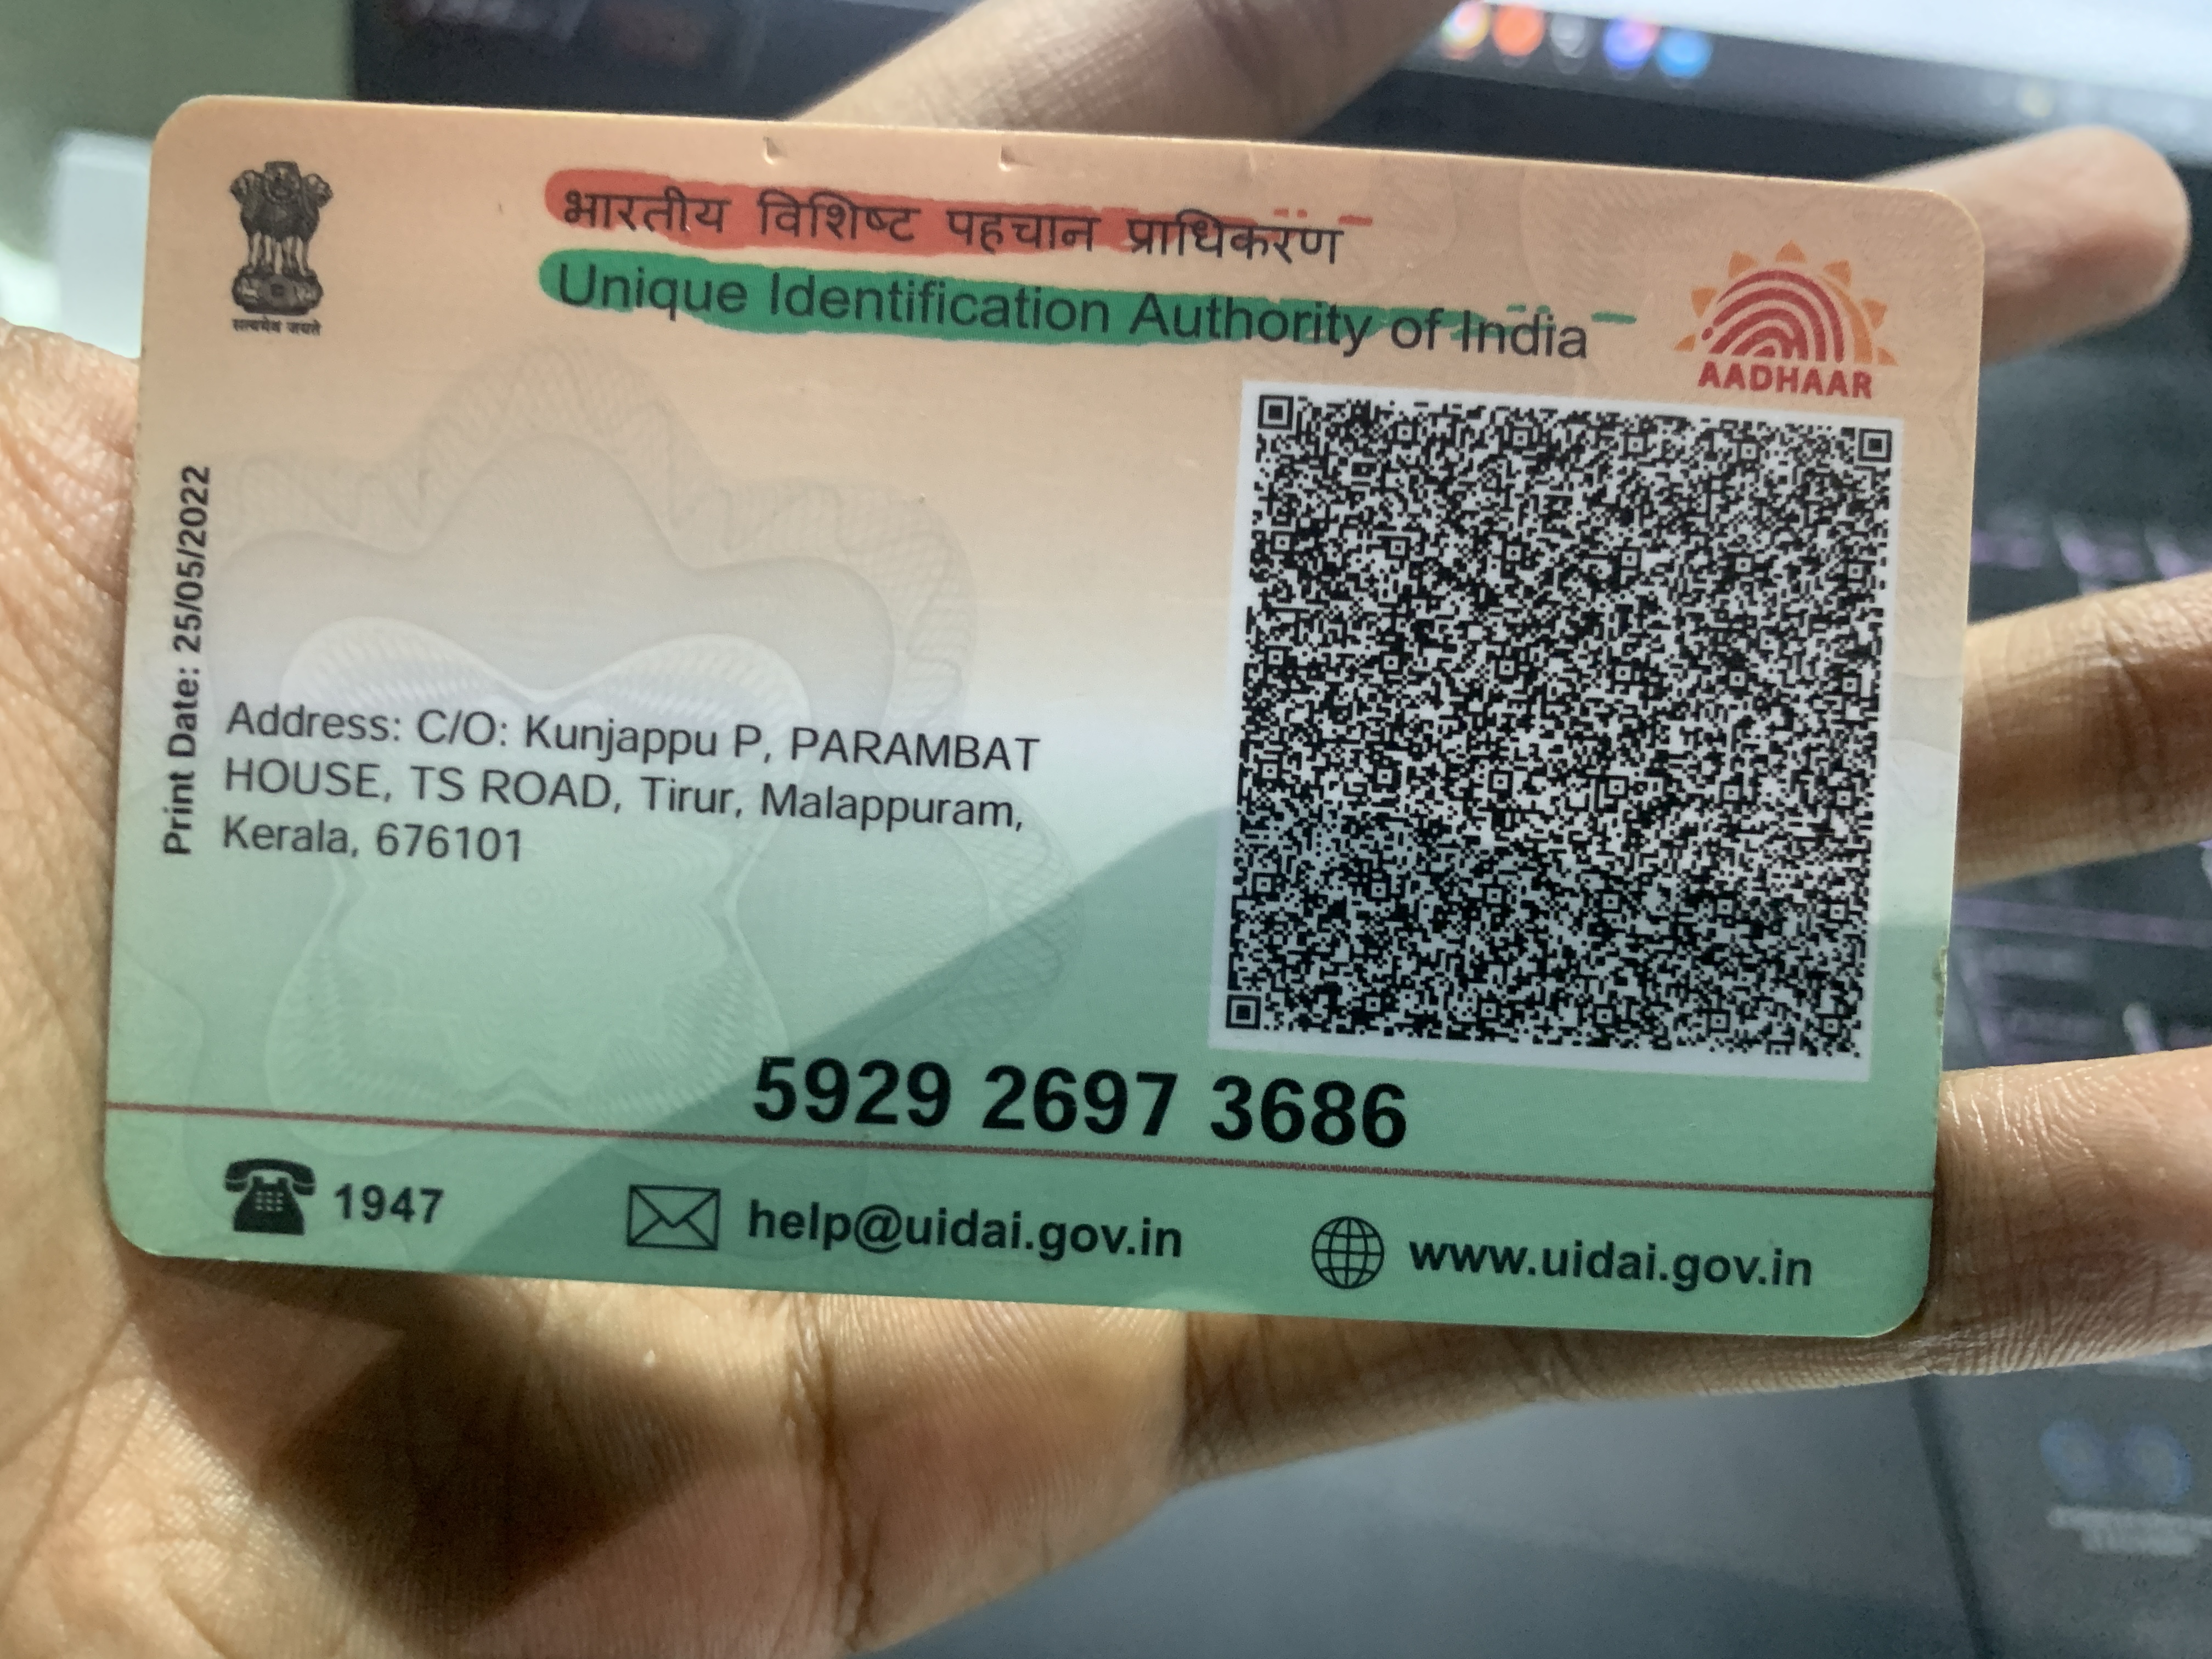 भारतीय विशिष्ट पहचान प्राधिकरण
Unique Identification Authority of India
सत्यमेव जयते
AADHAAR
Print Date: 25/05/2022
Address: C/O: Kunjappu P, PARAMBAT
HOUSE, TS ROAD, Tirur, Malappuram,
Kerala, 676101
5929 2697 3686
1947
help@uidai.gov.in
www.uidai.gov.in